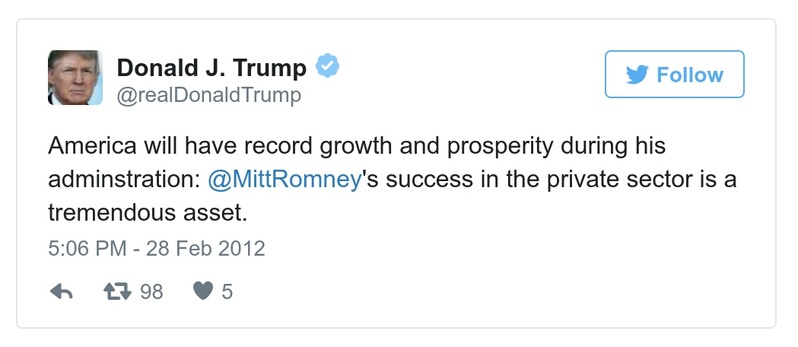 Donald J. Trump
@realDonaldTrump
Follow
America will have record growth and prosperity during his
adminstration: @MittRomney's success in the private sector is a
tremendous asset.
5:06 PM - 28 Feb 2012
98 5